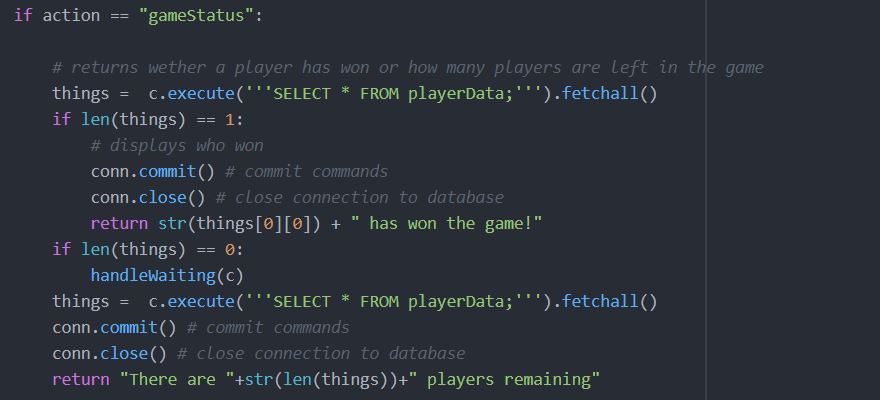 if action == "gameStatus":
# returns wether a player has won or how many players are left in the game
things =  c.execute('''SELECT * FROM playerData;''').fetchall()
if len(things) == 1:
# displays who won
conn.commit() # commit commands
conn.close() # close connection to database
return str(things[0][0]) + " has won the game!"
if len(things) == 0:
handleWaiting(c)
things =  c.execute('''SELECT * FROM playerData;''').fetchall()
conn.commit() # commit commands
conn.close() # close connection to database
return "There are "+str(len(things))+" players remaining"